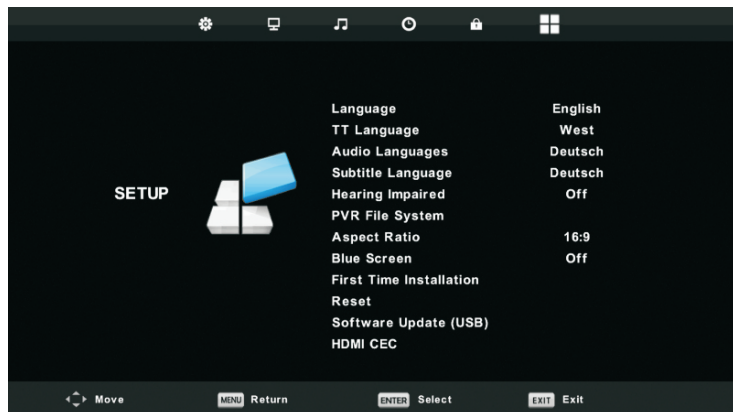 SETUP
Language English
TT Language West
Audio Languages Deutsch
Subtitle Language Deutsch
Hearing Impaired Off
PVR File System
Aspect Ratio 16:9
Blue Screen Off
First Time Installation
Reset
Software Update (USB)
HDMI CEC
Move MENU Return ENTER Select EXIT Exit